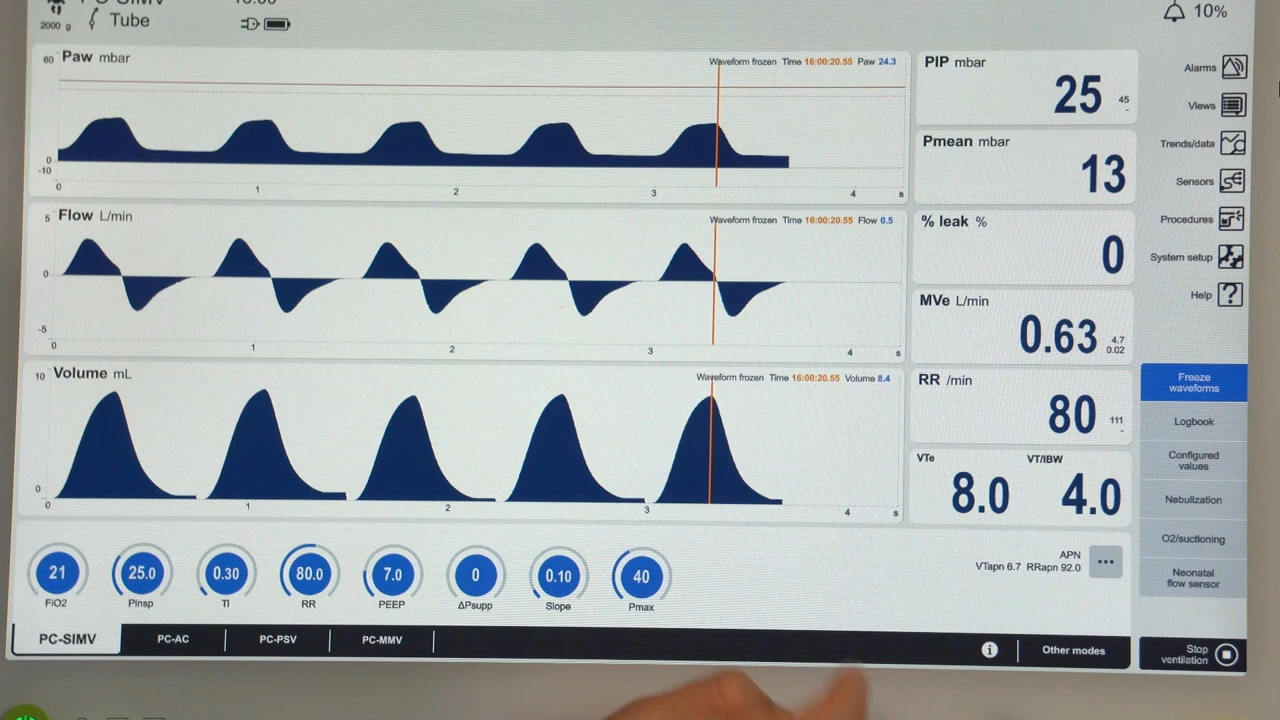 2000 g
Tube
10%
Paw mbar
Waveform frozen Time 16:00:20.55 Paw 24.3
60
0
-10
0 1 2 3 4 s
Flow L/min
Waveform frozen Time 16:00:20.55 Flow 0.5
5
0
-5
0 1 2 3 4 s
Volume mL
Waveform frozen Time 16:00:20.55 Volume 8.4
10
0
0 1 2 3 4 s
PIP mbar
25 45
-
Pmean mbar
13
% leak %
0
MVe L/min
0.63 4.7
0.02
RR /min
80 111
-
VTe VT/IBW
8.0 4.0
Alarms
Views
Trends/data
Sensors
Procedures
System setup
Help ?
Freeze
waveforms
Logbook
Configured
values
Nebulization
O2/suctioning
Neonatal
flow sensor
21 25.0 0.30 80.0 7.0 0 0.10 40
FiO2 Pinsp TI RR PEEP ΔPsupp Slope Pmax
APN
VTapn 6.7 RRapn 92.0
PC-SIMV PC-AC PC-PSV PC-MMV
i Other modes
Stop
ventilation